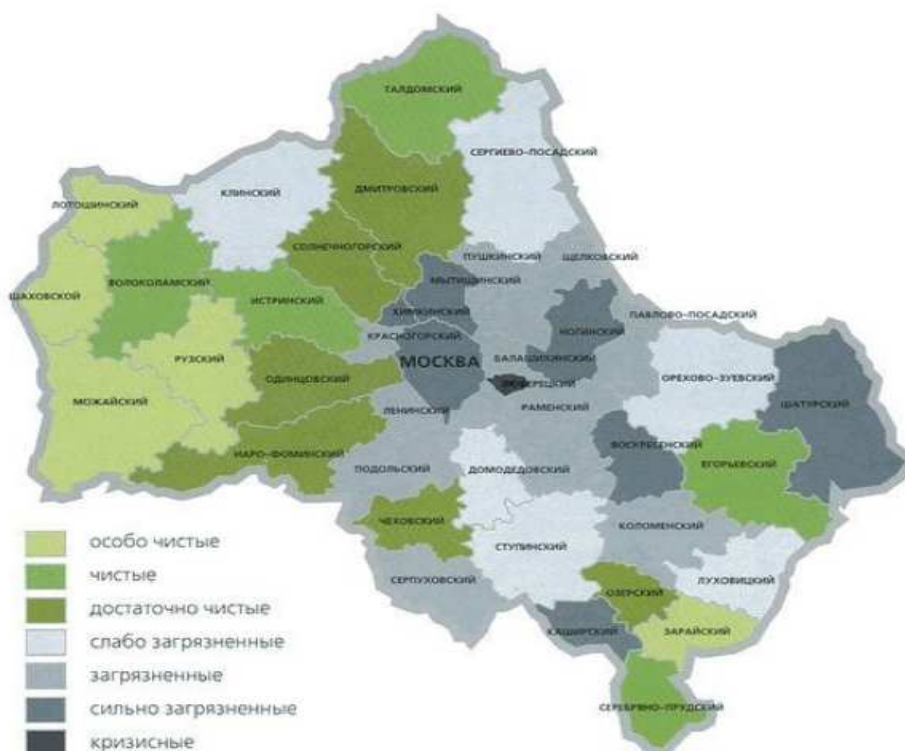 ТАЛДОМСКИЙ
СЕРГИЕВО-ПОСАДСКИЙ
КЛИНСКИЙ
ДМИТРОВСКИЙ
ЛОТОШИНСКИЙ
СОЛНЕЧНОГОРСКИЙ
ПУШКИНСКИЙ
ЩЕЛКОВСКИЙ
ШАХОВСКОЙ
ВОЛОКОЛАМСКИЙ
МЫТИЩИНСКИЙ
ИСТРИНСКИЙ
ХИМКИНСКИЙ
ПАВЛОВО-ПОСАДСКИЙ
НОГИНСКИЙ
КРАСНОГОРСКИЙ
РУЗСКИЙ
МОСКВА
БАЛАШИХИНСКИЙ
ОДИНЦОВСКИЙ
ЛЮБЕРЕЦКИЙ
ОРЕХОВО-ЗУЕВСКИЙ
МОЖАЙСКИЙ
ЛЕНИНСКИЙ
РАМЕНСКИЙ
ШАТУРСКИЙ
ВОСКРЕСЕНСКИЙ
НАРО-ФОМИНСКИЙ
ПОДОЛЬСКИЙ
ДОМОДЕДОВСКИЙ
ЕГОРЬЕВСКИЙ
ЧЕХОВСКИЙ
КОЛОМЕНСКИЙ
СТУПИНСКИЙ
СЕРПУХОВСКИЙ
ЛУХОВИЦКИЙ
ОЗЕРСКИЙ
КАШИРСКИЙ
ЗАРАЙСКИЙ
СЕРЕБРЯНО-ПРУДСКИЙ
особо чистые
чистые
достаточно чистые
слабо загрязненные
загрязненные
сильно загрязненные
кризисные